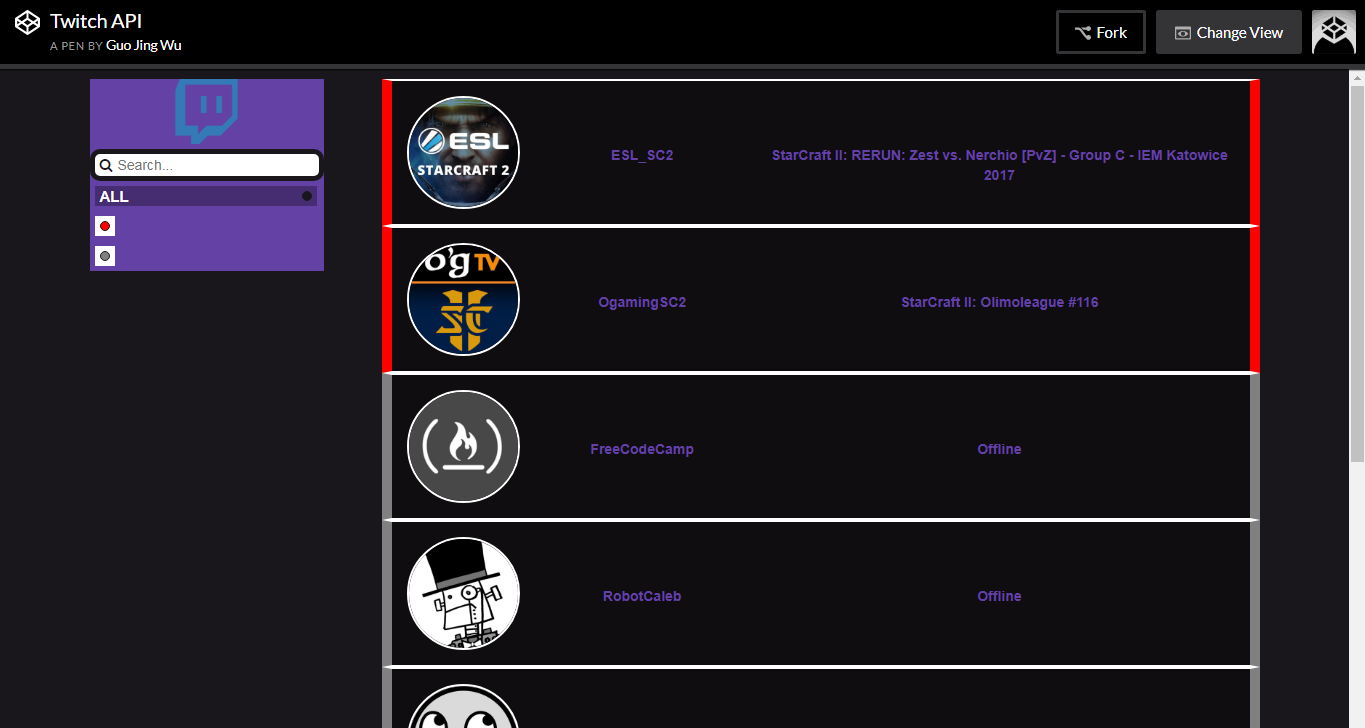 Twitch API
A PEN BY Guo Jing Wu
Fork
Change View
Search...
ALL
ESL
STARCRAFT 2
ESL_SC2
StarCraft II: RERUN: Zest vs. Nerchio [PvZ] - Group C - IEM Katowice
2017
o'g TV
SC
OgamingSC2
StarCraft II: Olimoleague #116
FreeCodeCamp
Offline
RobotCaleb
Offline